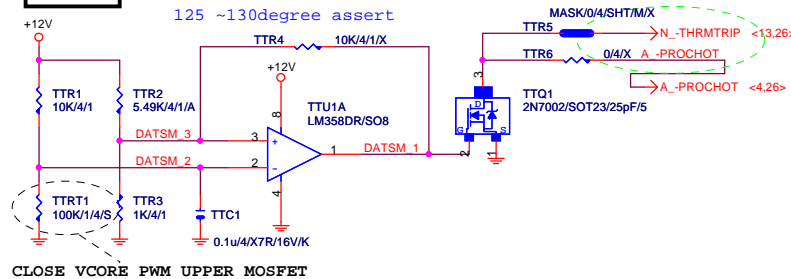 125 ~130degree assert
+12V
TTR4 10K/4/1/X
MASK/0/4/SHT/M/X
TTR5
N_-THRMTRIP <13,26>
TTR6 0/4/X A_-PROCHOT
A_-PROCHOT <4,26>
+12V
TTR1
10K/4/1
TTR2
5.49K/4/1/A
8
TTU1A
LM358DR/SO8
3
TTQ1
2N7002/SOT23/25pF/5
D
G
S
DATSM_3
3
+
DATSM_2
2
-
1
DATSM_1
2
1
4
TTRT1
100K/1/4/S
TTR3
1K/4/1
TTC1
0.1u/4/X7R/16V/K
CLOSE VCORE PWM UPPER MOSFET